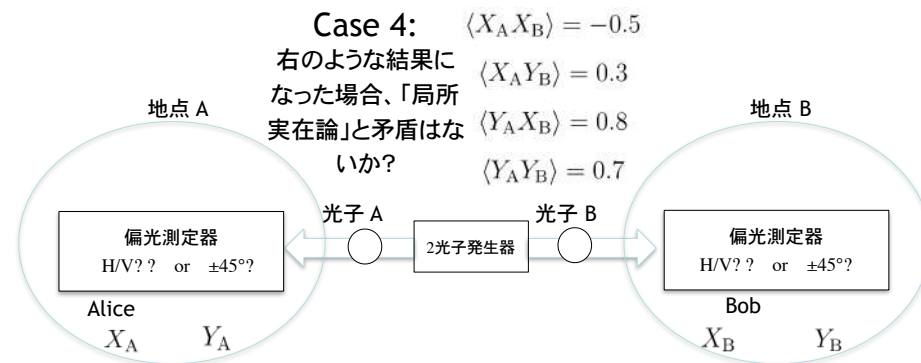 Case 4:
右のような結果に
なった場合、「局所
実在論」と矛盾はな
いか?
⟨X_A X_B⟩ = −0.5
⟨X_A Y_B⟩ = 0.3
⟨Y_A X_B⟩ = 0.8
⟨Y_A Y_B⟩ = 0.7
地点 A
地点 B
偏光測定器
H/V? ? or ±45°?
光子 A
2光子発生器
光子 B
偏光測定器
H/V? ? or ±45°?
Alice
X_A Y_A
Bob
X_B Y_B